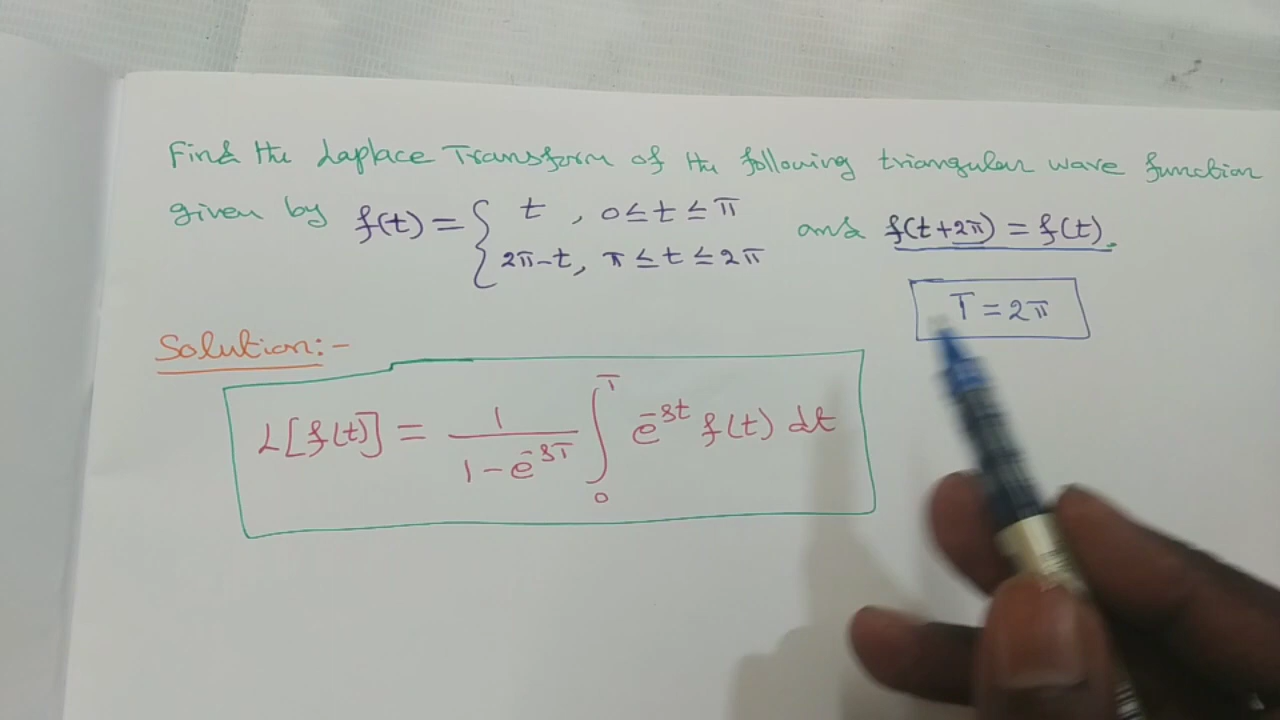 Find the Laplace Transform of the following triangular wave function
given by f(t) = { t , 0 ≤ t ≤ π and f(t+2π) = f(t).
2π-t, π ≤ t ≤ 2π
T = 2π
Solution:-
L[f(t)] = 1/(1-e^-sT) ∫_0^T e^-st f(t) dt